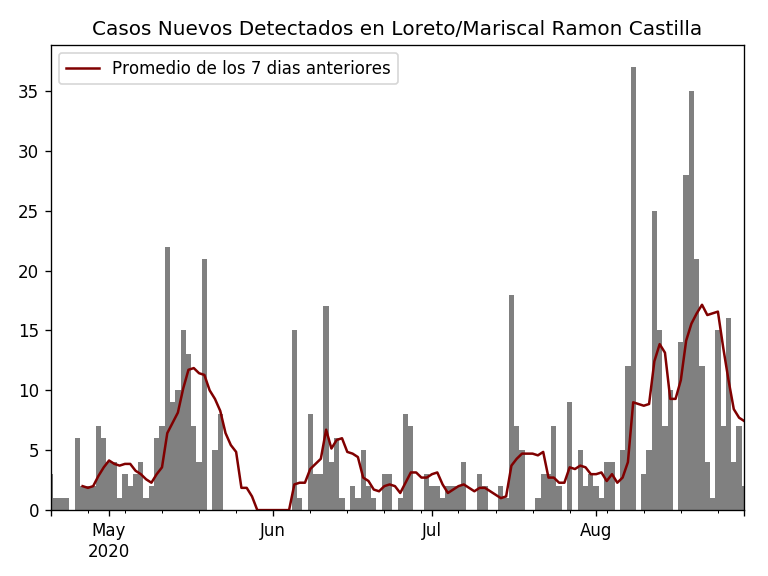 Casos Nuevos Detectados en Loreto/Mariscal Ramon Castilla
Promedio de los 7 dias anteriores
35
30
25
20
15
10
5
0
May
2020
Jun
Jul
Aug